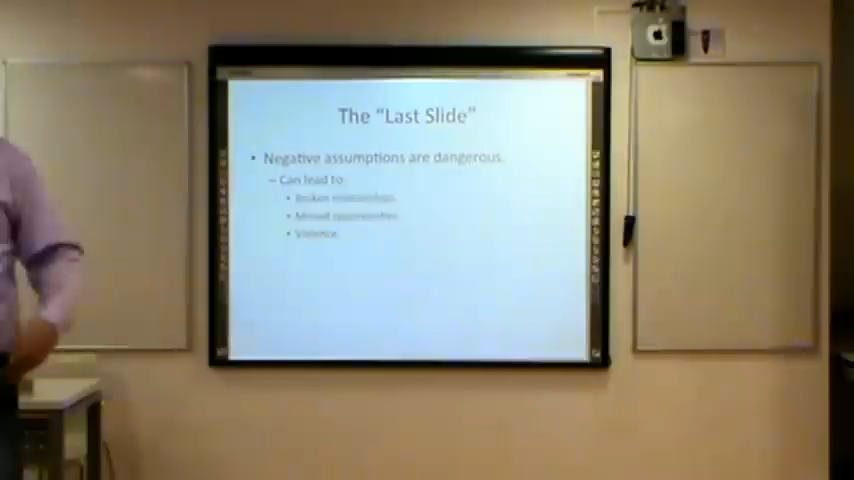 The “Last Slide”
• Negative assumptions are dangerous.
– Can lead to:
• Broken relationships
• Missed opportunities
• Violence